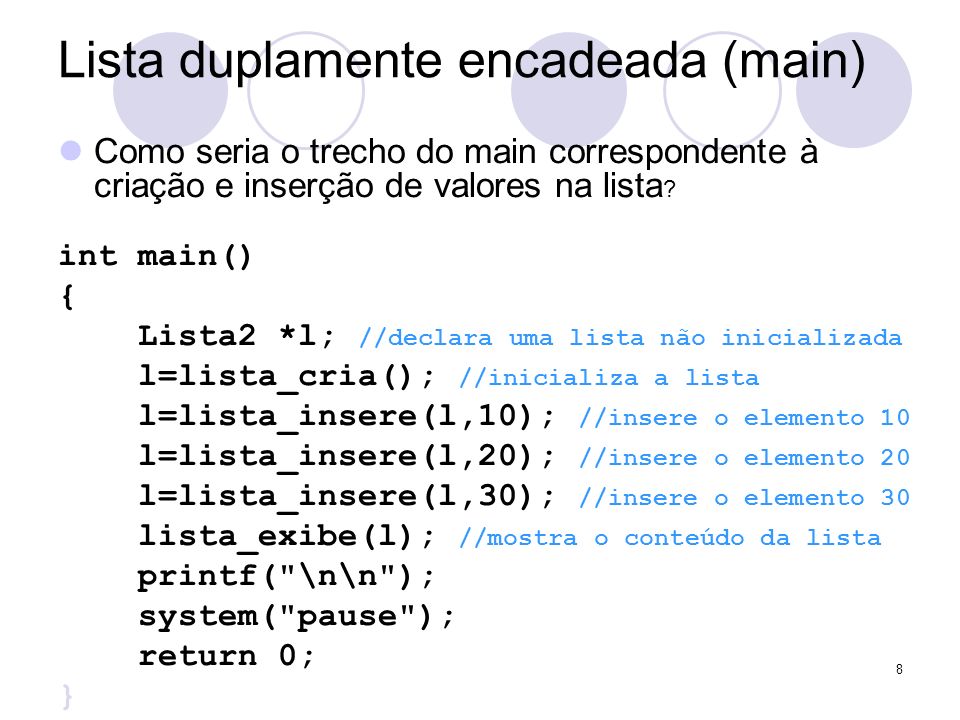 Lista duplamente encadeada (main)
Como seria o trecho do main correspondente à
criação e inserção de valores na lista?
int main()
{
Lista2 *l; //declara uma lista não inicializada
l=lista_cria(); //inicializa a lista
l=lista_insere(l,10); //insere o elemento 10
l=lista_insere(l,20); //insere o elemento 20
l=lista_insere(l,30); //insere o elemento 30
lista_exibe(l); //mostra o conteúdo da lista
printf("\n\n");
system("pause");
return 0;
8
}